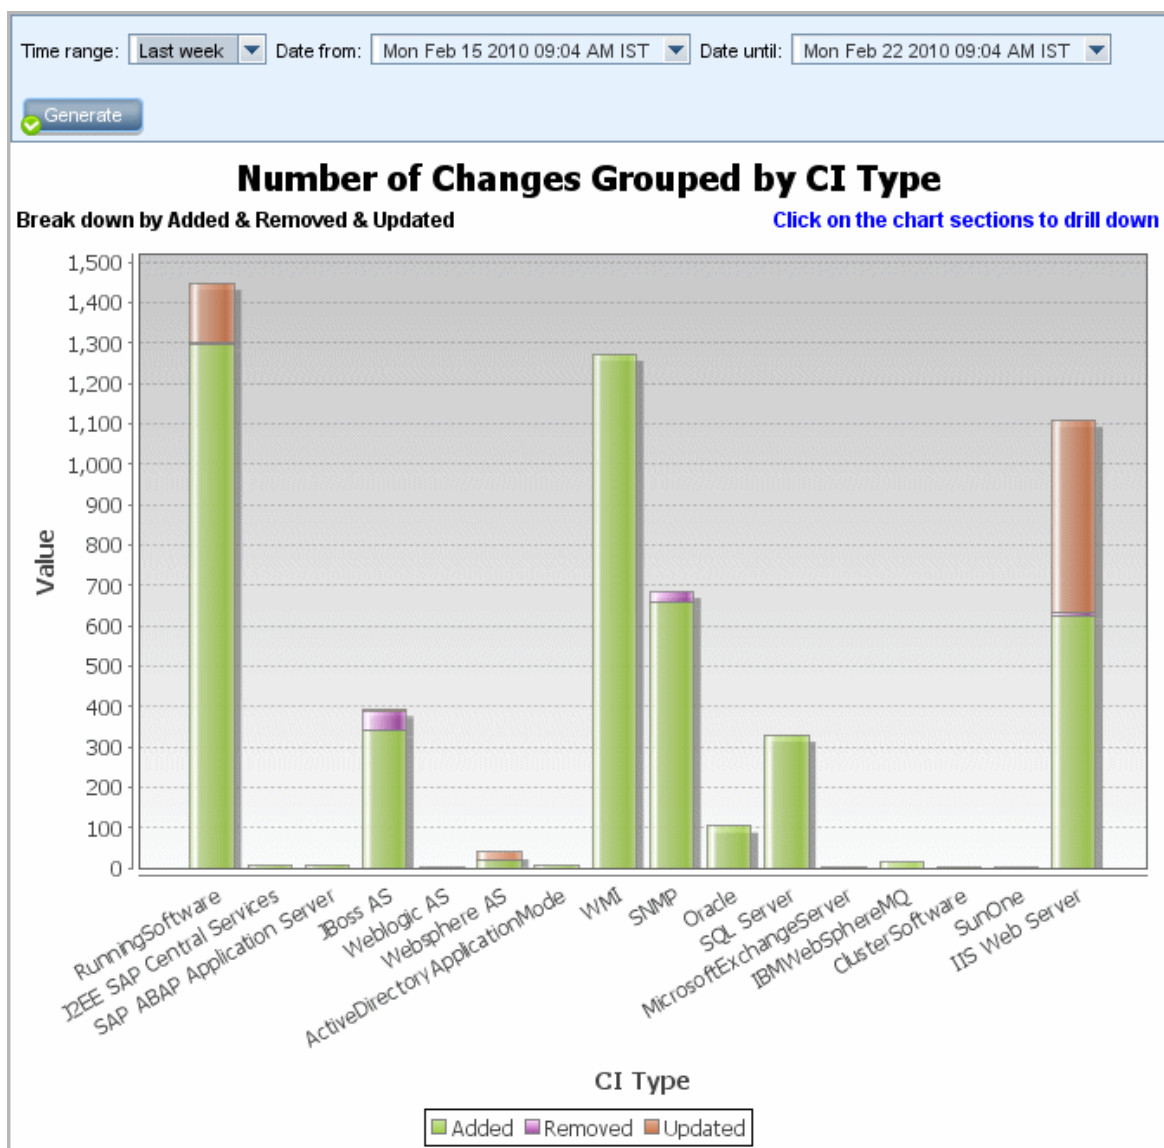 Time range: Last week Date from: Mon Feb 15 2010 09:04 AM IST Date until: Mon Feb 22 2010 09:04 AM IST
Generate
Number of Changes Grouped by CI Type
Break down by Added & Removed & Updated Click on the chart sections to drill down
1,500
1,400
1,300
1,200
1,100
1,000
900
800
700
600
500
400
300
200
100
0
Value
RunningSoftware
J2EE SAP Central Services
SAP ABAP Application Server
JBoss AS
Weblogic AS
Websphere AS
ActiveDirectoryApplicationMode
WMI
SNMP
Oracle
SQL Server
MicrosoftExchangeServer
IBMWebSphereMQ
ClusterSoftware
SunOne
IIS Web Server
CI Type
Added Removed Updated